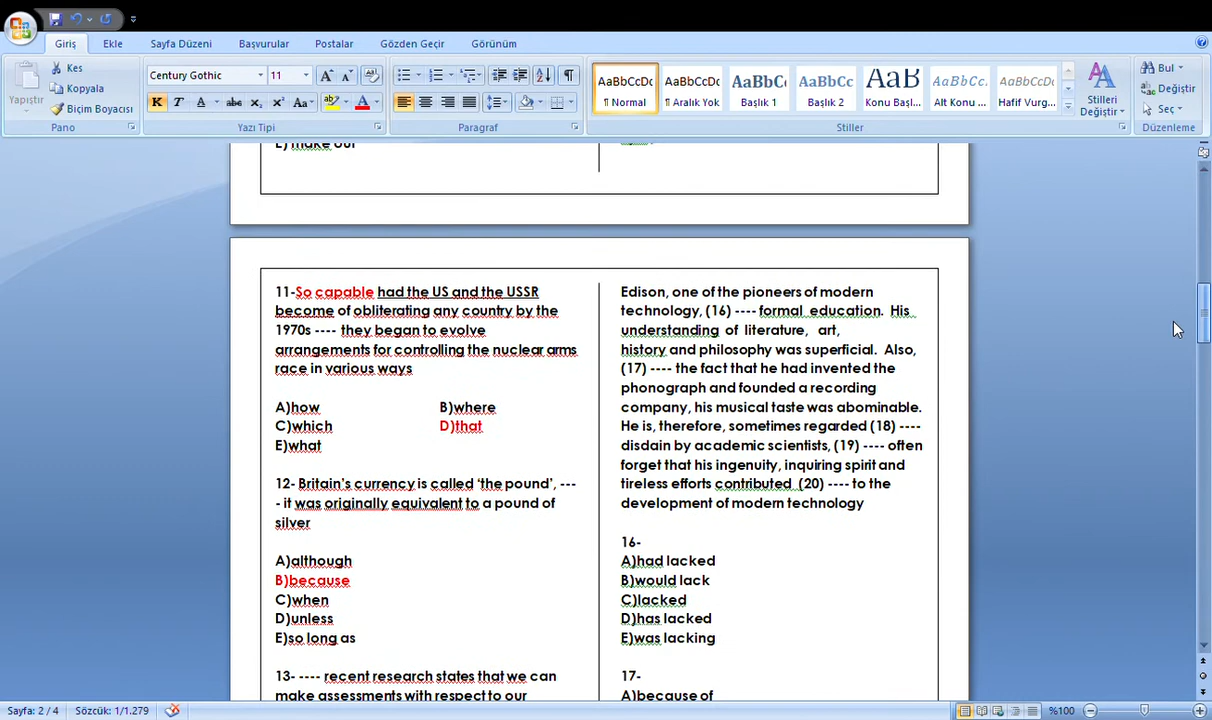 Giriş Ekle Sayfa Düzeni Başvurular Postalar Gözden Geçir Görünüm
Yapıştır
Kes
Kopyala
Biçim Boyacısı
Pano
Century Gothic 11
K T A abc x₂ x² Aa
Yazı Tipi
Paragraf
AaBbCcDc AaBbCcDc AaBbCc AaBbCc AaB AaBbCc. AaBbCcDc
¶ Normal ¶ Aralık Yok Başlık 1 Başlık 2 Konu Başl... Alt Konu ... Hafif Vurg...
Stilleri
Değiştir
Stiller
Bul
Değiştir
Seç
Düzenleme
E) make out
11-So capable had the US and the USSR
become of obliterating any country by the
1970s ---- they began to evolve
arrangements for controlling the nuclear arms
race in various ways
A)how B)where
C)which D)that
E)what
12- Britain's currency is called ‘the pound’, ---
- it was originally equivalent to a pound of
silver
A)although
B)because
C)when
D)unless
E)so long as
13- ---- recent research states that we can
make assessments with respect to our
Edison, one of the pioneers of modern
technology, (16) ---- formal education. His
understanding of literature, art,
history and philosophy was superficial. Also,
(17) ---- the fact that he had invented the
phonograph and founded a recording
company, his musical taste was abominable.
He is, therefore, sometimes regarded (18) ----
disdain by academic scientists, (19) ---- often
forget that his ingenuity, inquiring spirit and
tireless efforts contributed (20) ---- to the
development of modern technology
16-
A)had lacked
B)would lack
C)lacked
D)has lacked
E)was lacking
17-
A)because of
Sayfa: 2 / 4 Sözcük: 1/1.279 %100